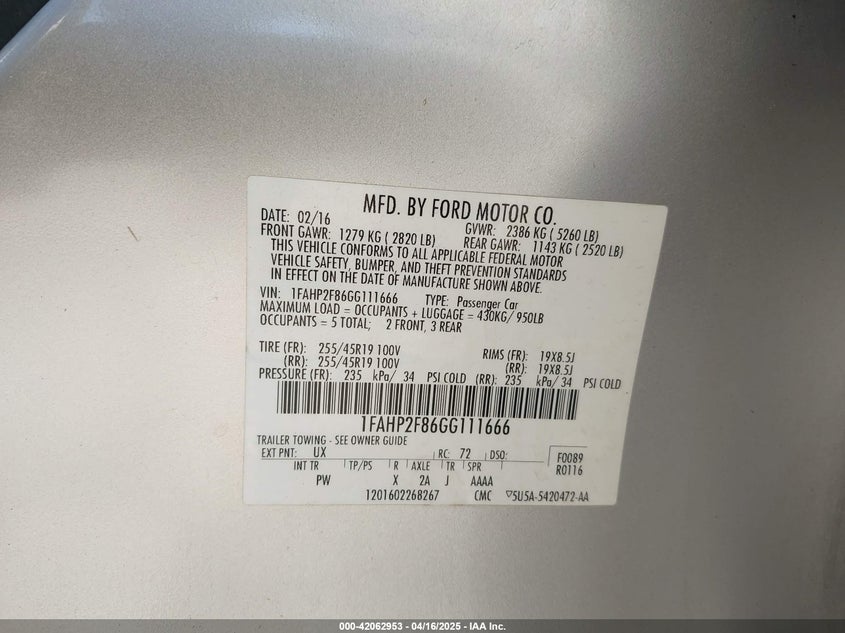 MFD. BY FORD MOTOR CO.
DATE: 02/16 GVWR: 2386 KG ( 5260 LB)
FRONT GAWR: 1279 KG ( 2820 LB) REAR GAWR: 1143 KG ( 2520 LB)
THIS VEHICLE CONFORMS TO ALL APPLICABLE FEDERAL MOTOR
VEHICLE SAFETY, BUMPER, AND THEFT PREVENTION STANDARDS
IN EFFECT ON THE DATE OF MANUFACTURE SHOWN ABOVE.
VIN: 1FAHP2F86GG111666 TYPE: Passenger Car
MAXIMUM LOAD = OCCUPANTS + LUGGAGE = 430KG/ 950LB
OCCUPANTS = 5 TOTAL; 2 FRONT, 3 REAR
TIRE (FR): 255/45R19 100V RIMS (FR): 19X8.5J
(RR): 255/45R19 100V (RR): 19X8.5J
PRESSURE (FR): 235 kPa/ 34 PSI COLD (RR): 235 kPa/ 34 PSI COLD
1FAHP2F86GG111666
TRAILER TOWING - SEE OWNER GUIDE
EXT PNT: UX RC: 72 DSO: F0089
INT TR TP/PS R AXLE TR SPR R0116
PW X 2A J AAAA
1201602268267 CMC ▽5U5A-5420472-AA
000-42062953 - 04/16/2025 - IAA Inc.